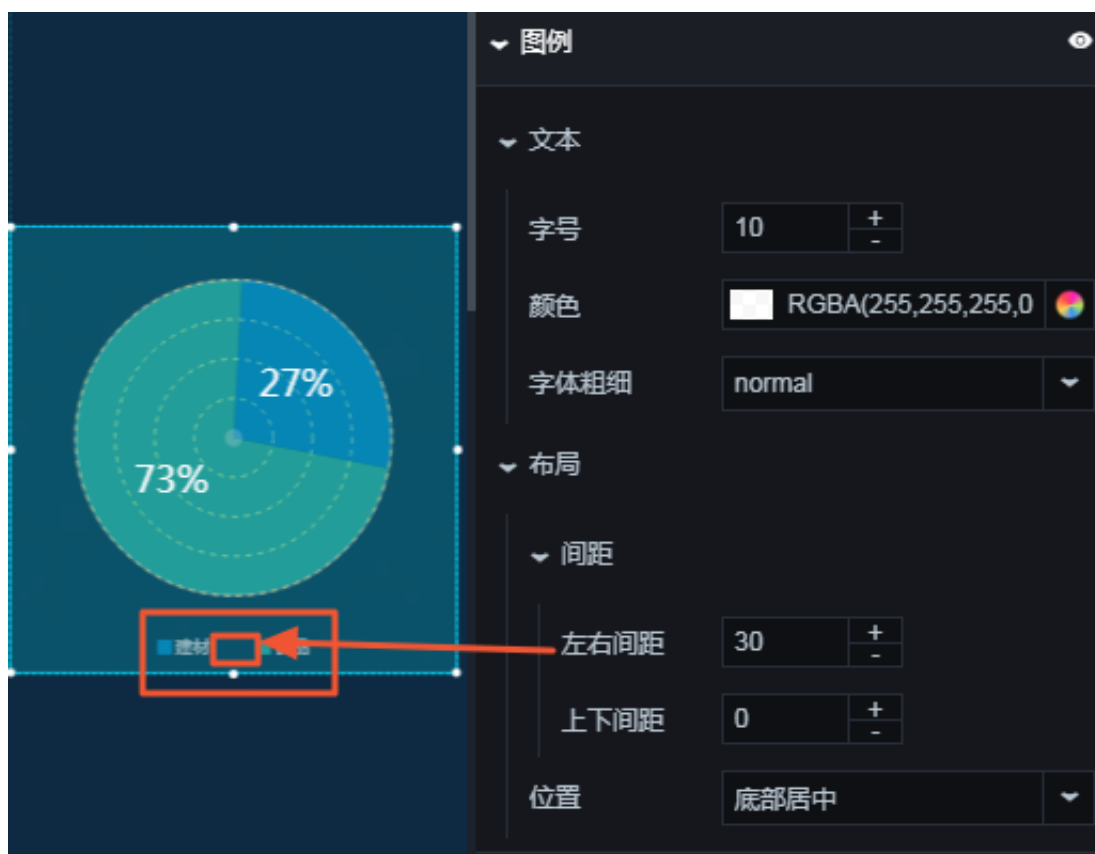 图例
文本
字号 10 + -
颜色 RGBA(255,255,255,0
字体粗细 normal
布局
间距
左右间距 30 + -
上下间距 0 + -
位置 底部居中
27%
73%
建材